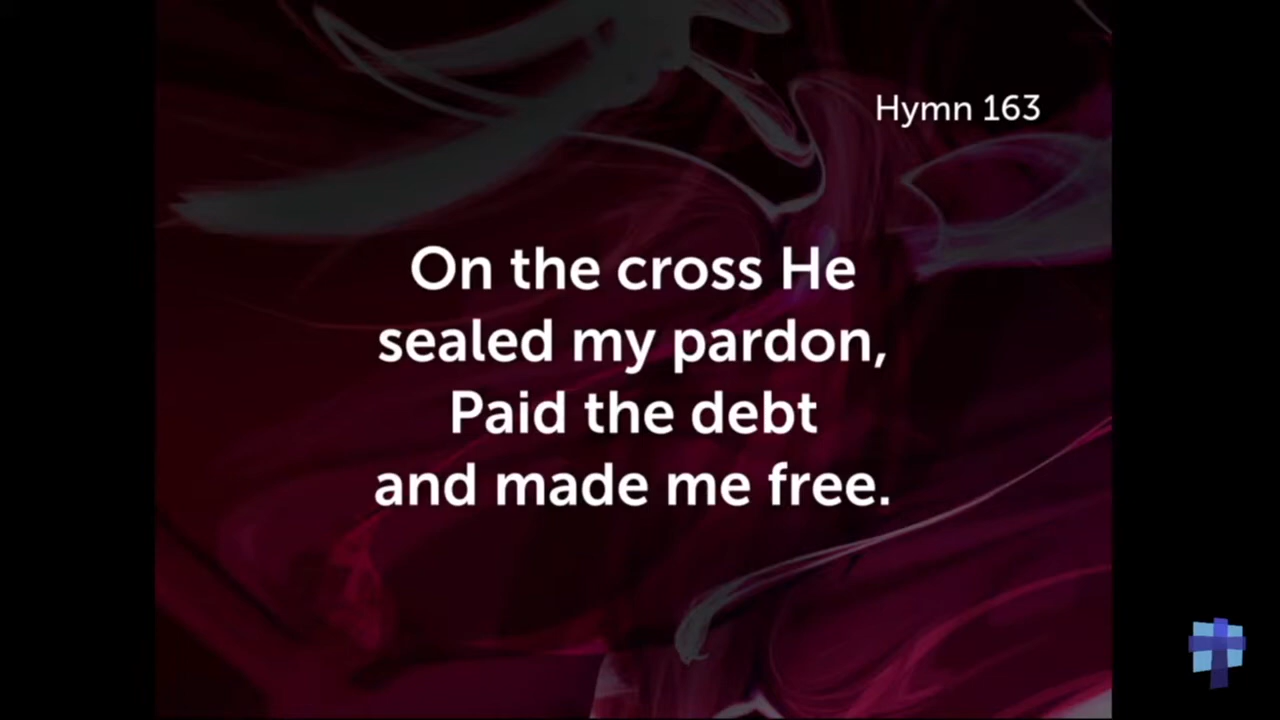 Hymn 163
On the cross He
sealed my pardon,
Paid the debt
and made me free.